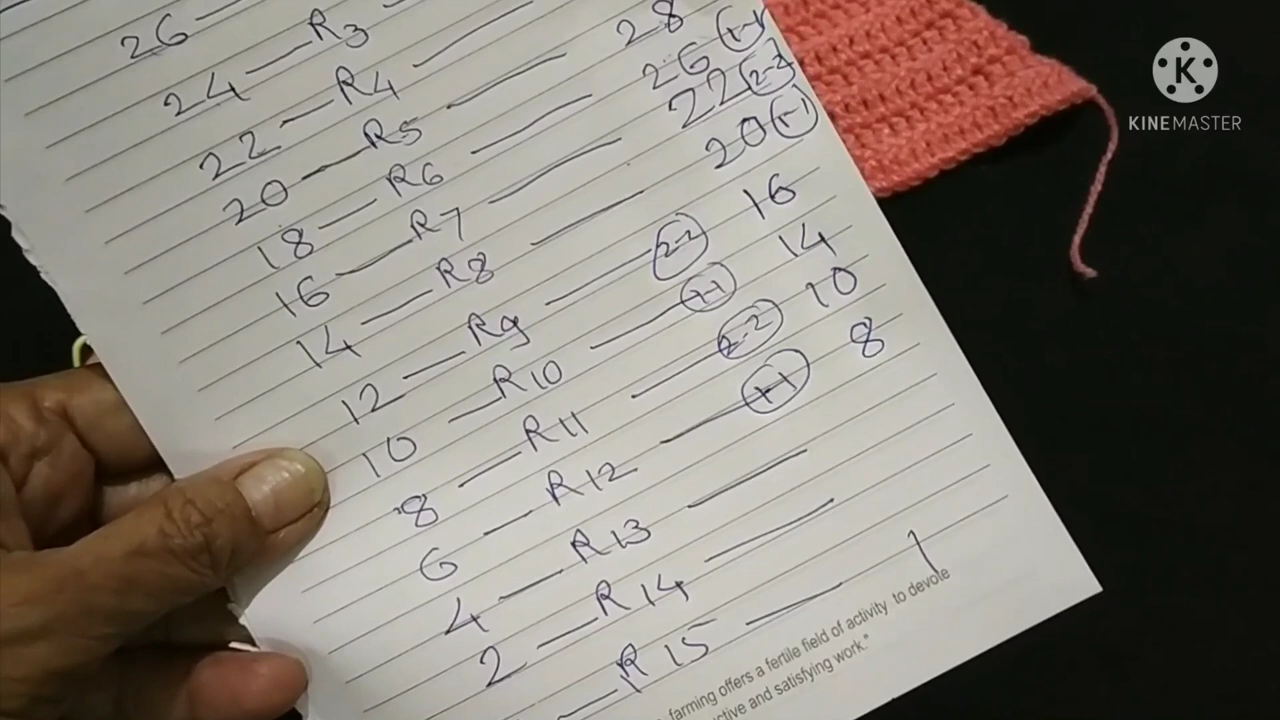 26 —
24 — R3 —
22 — R4 —
20 — R5 — 28
18 — R6 — 26 (1-1)
16 — R7 — 22 (2-2)
14 — R8 — 20 (1-1)
12 — R9 — (2-2) 16
10 — R10 — (1-1) 14
8 — R11 — (2-2) 10
6 — R12 — (1-1) 8
4 — R13 —
2 — R14 —
— R15 — 1
farming offers a fertile field of activity to devote
uctive and satisfying work."
K
KINEMASTER